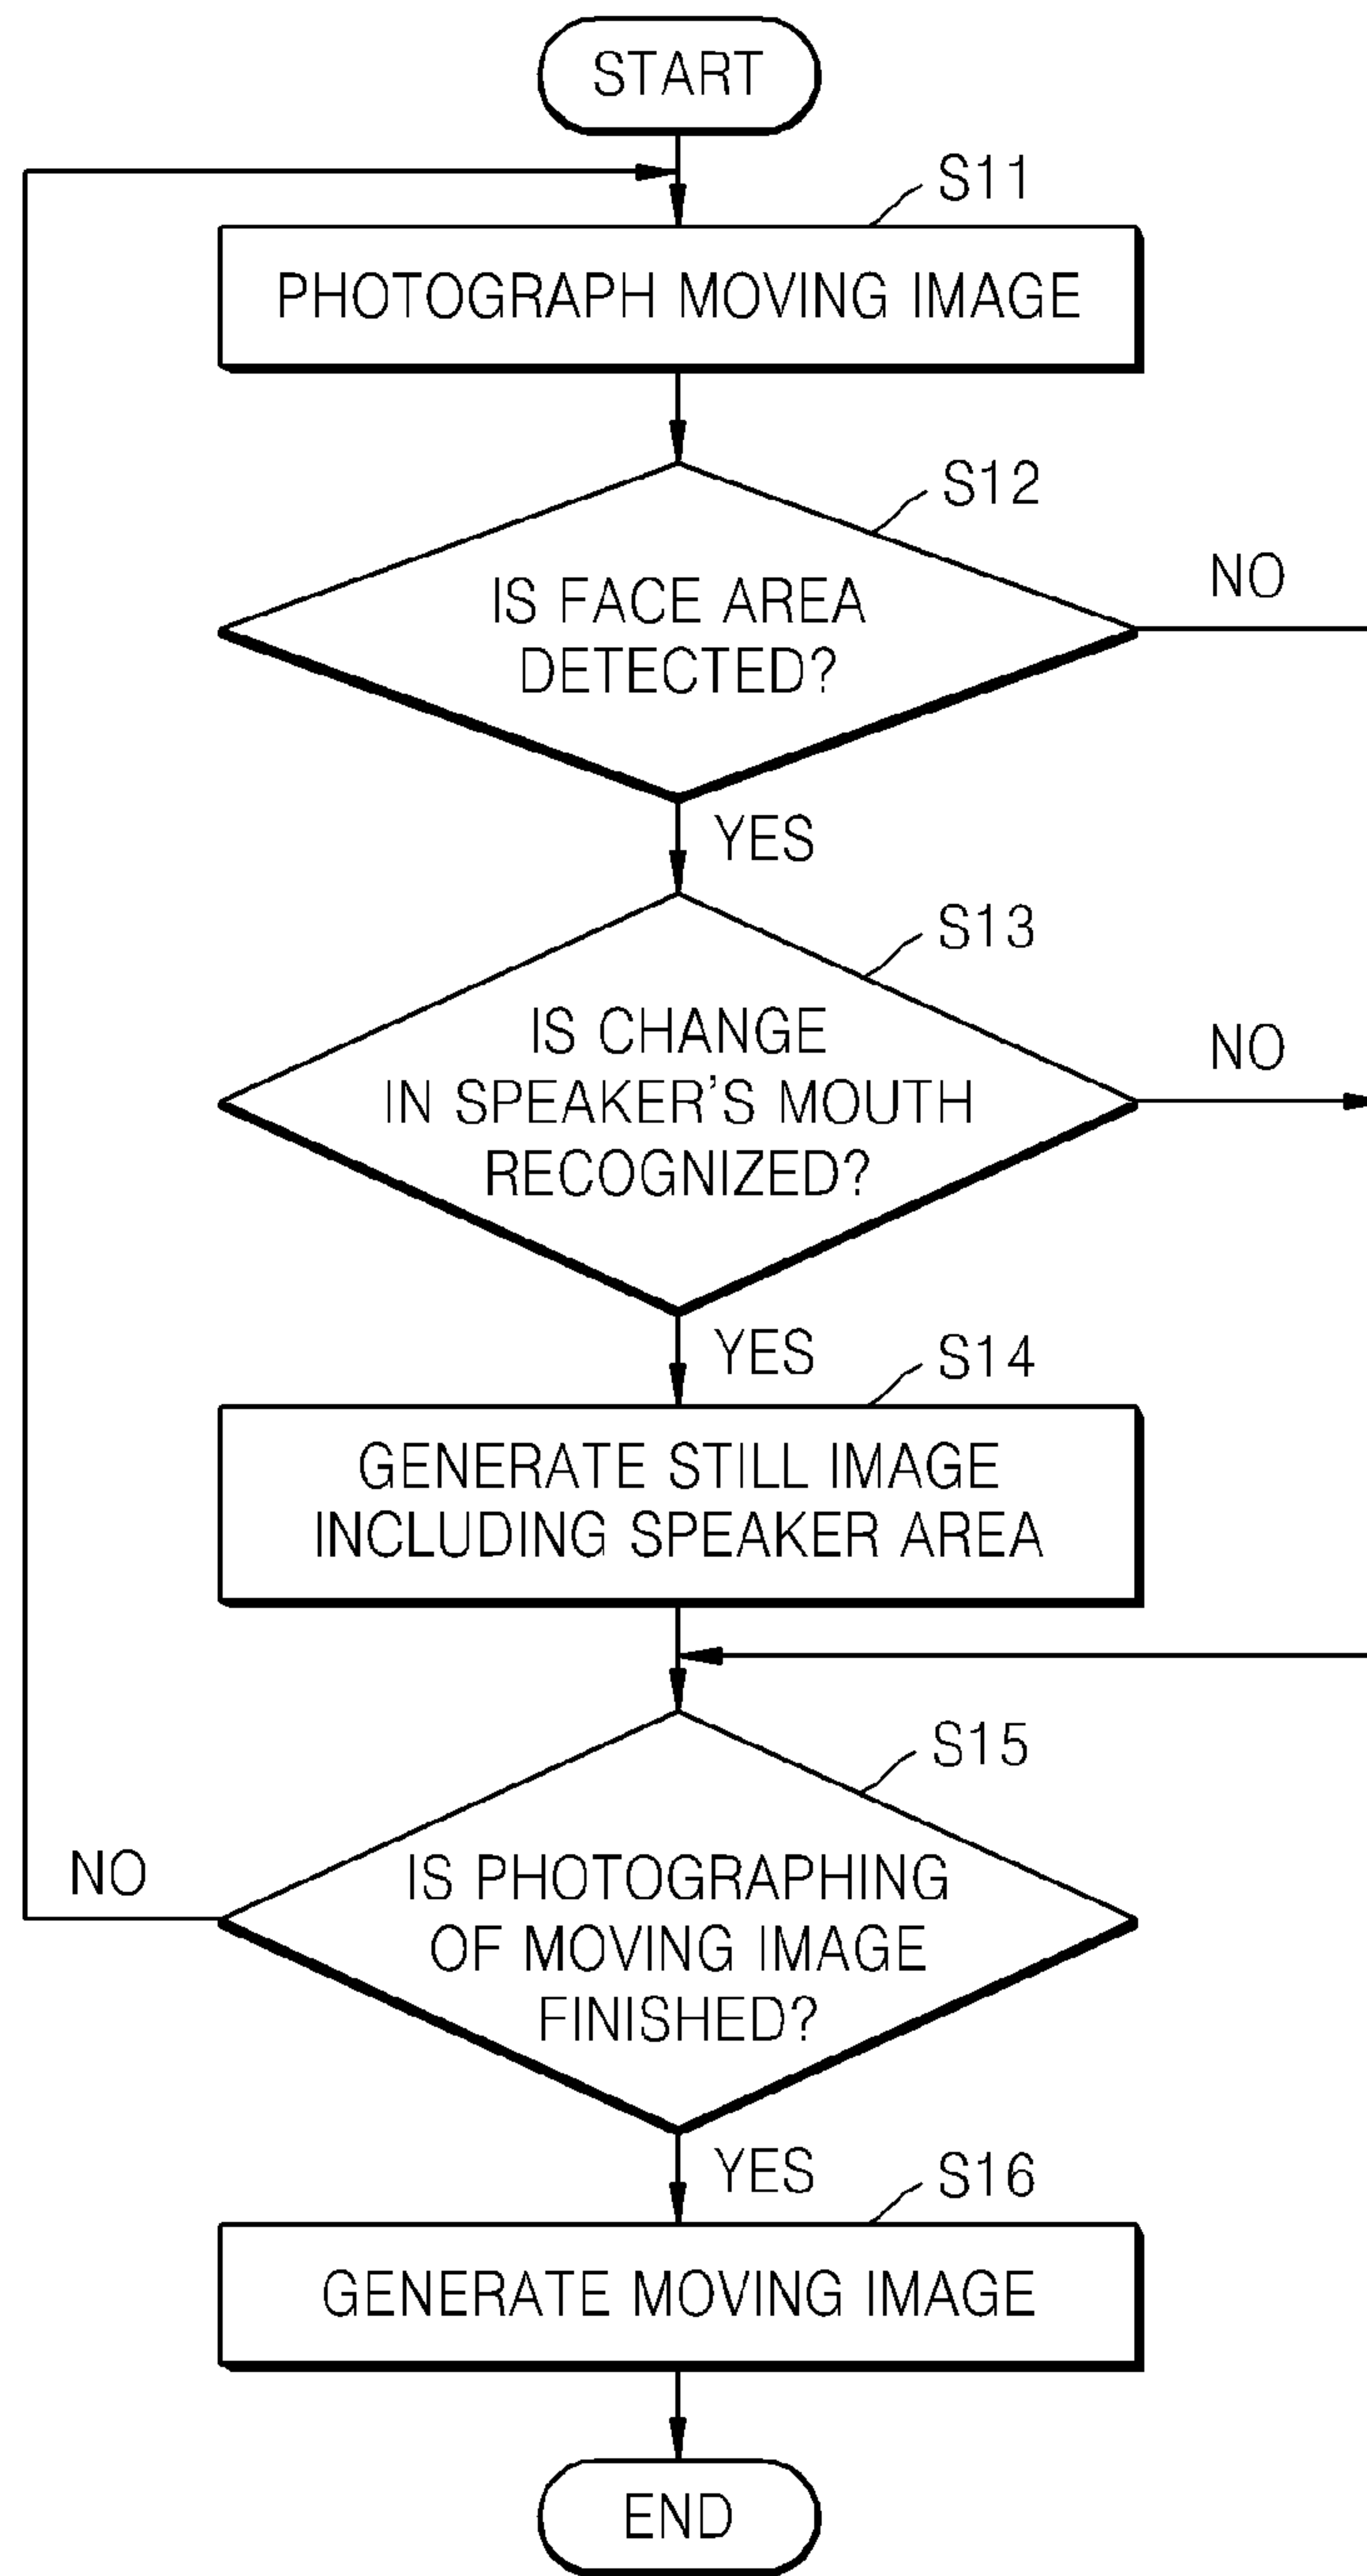 START
S11
PHOTOGRAPH MOVING IMAGE
S12
IS FACE AREA
DETECTED?
NO
YES
S13
IS CHANGE
IN SPEAKER'S MOUTH
RECOGNIZED?
NO
YES
S14
GENERATE STILL IMAGE
INCLUDING SPEAKER AREA
S15
IS PHOTOGRAPHING
OF MOVING IMAGE
FINISHED?
NO
YES
S16
GENERATE MOVING IMAGE
END